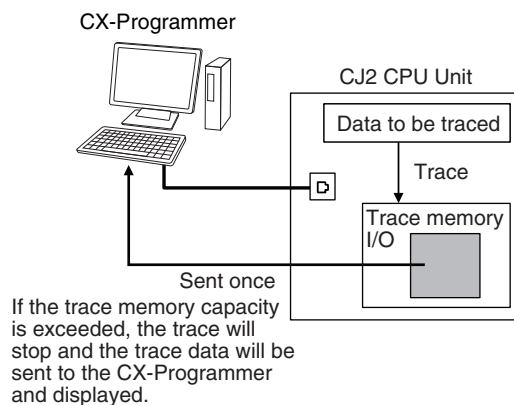 CX-Programmer
CJ2 CPU Unit
Data to be traced
Trace
Trace memory
I/O
Sent once
If the trace memory capacity
is exceeded, the trace will
stop and the trace data will be
sent to the CX-Programmer
and displayed.